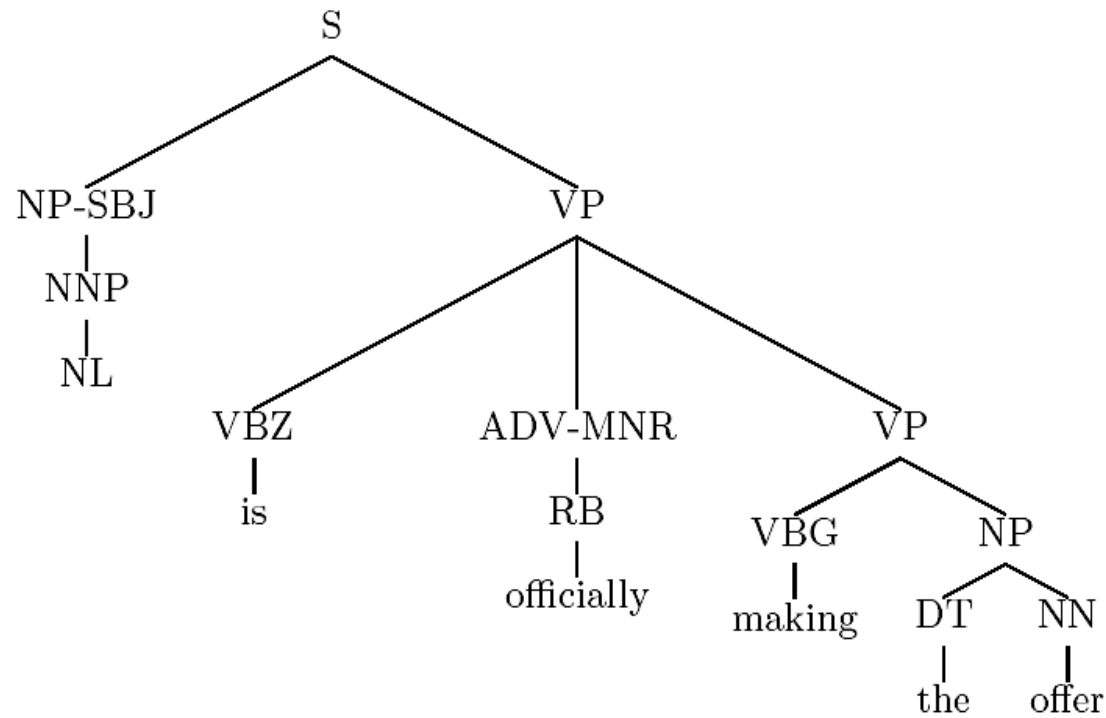 S
NP-SBJ VP
NNP
NL
VBZ ADV-MNR VP
is RB VBG NP
officially making DT NN
the offer